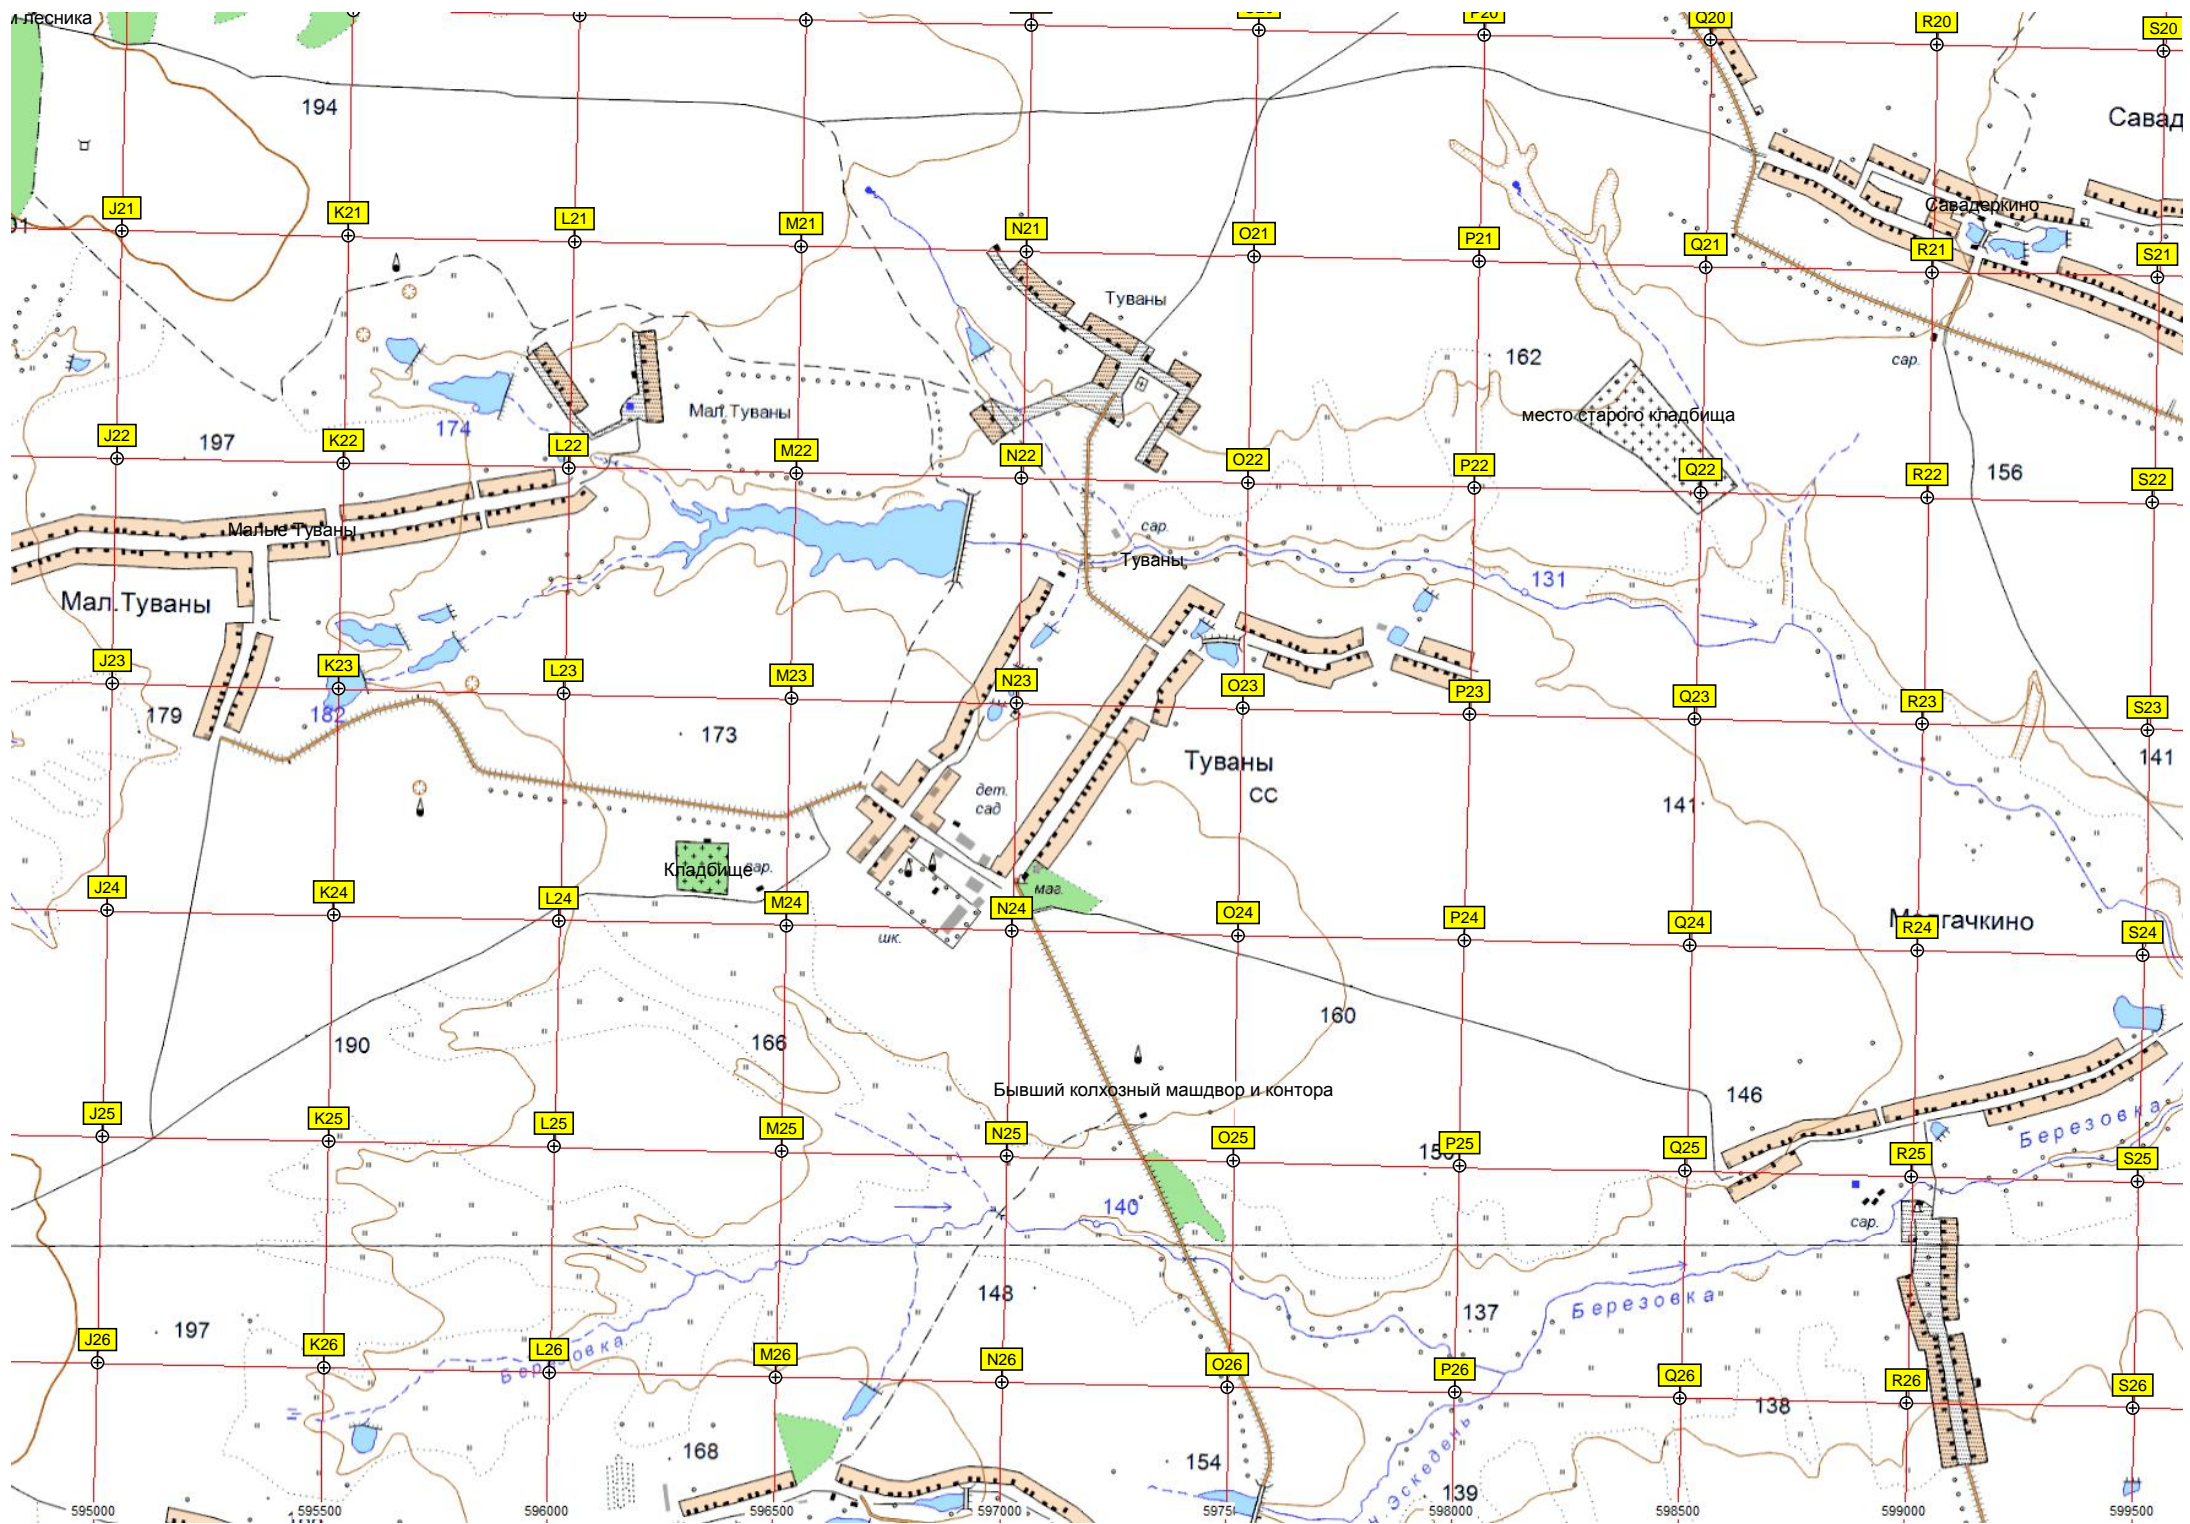 лесника
Q20
R20
S20
194
Савад
J21
K21
L21
M21
N21
O21
P21
Q21
R21
S21
Савадеркино
Туваны
162
сар.
Мал.Туваны
место старого кладбища
174
197
J22
K22
L22
M22
N22
O22
P22
Q22
R22
S22
156
Малые Туваны
сар.
Туваны
131
Мал.Туваны
J23
K23
L23
M23
N23
O23
P23
Q23
R23
S23
179
182
173
Туваны
СС
дет.
сад
141
141
Кладбище
сар.
маг.
J24
K24
L24
M24
N24
O24
P24
Q24
R24
S24
шк.
190
166
160
Бывший колхозный машдвор и контора
146
Березовка
J25
K25
L25
M25
N25
O25
P25
Q25
R25
S25
140
сар.
148
137
Березовка
197
Березовка
J26
K26
L26
M26
N26
O26
P26
Q26
R26
S26
138
168
154
139
Эскедень
595000
595500
596000
596500
597000
598000
598500
599000
599500